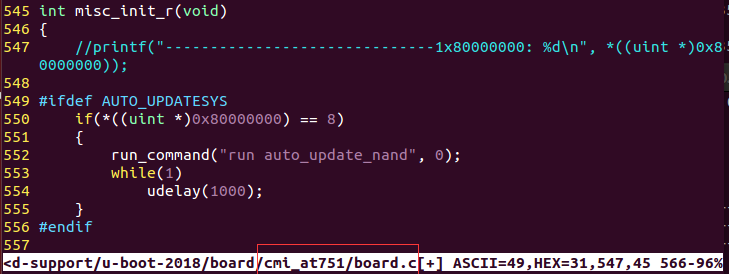 545 int misc_init_r(void)
546 {
547     //printf("------------------------------1x80000000: %d\n", *((uint *)0x8
0000000));
548
549 #ifdef AUTO_UPDATESYS
550     if(*((uint *)0x80000000) == 8)
551     {
552         run_command("run auto_update_nand", 0);
553         while(1)
554             udelay(1000);
555     }
556 #endif
557
<d-support/u-boot-2018/board/cmi_at751/board.c[+] ASCII=49,HEX=31,547,45 566-96%